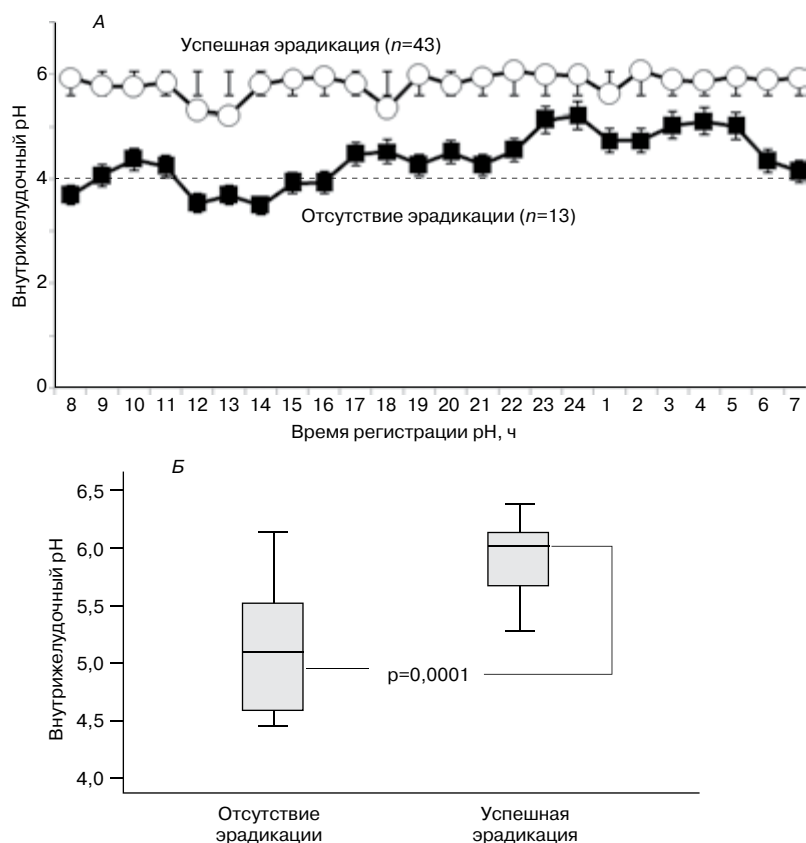 А
Успешная эрадикация (n=43)
Внутрижелудочный pH
6
4
2
0
Отсутствие эрадикации (n=13)
8 9 10 11 12 13 14 15 16 17 18 19 20 21 22 23 24 1 2 3 4 5 6 7
Время регистрации pH, ч
Б
Внутрижелудочный pH
6,5
6,0
5,5
5,0
4,5
4,0
p=0,0001
Отсутствие
эрадикации
Успешная
эрадикация